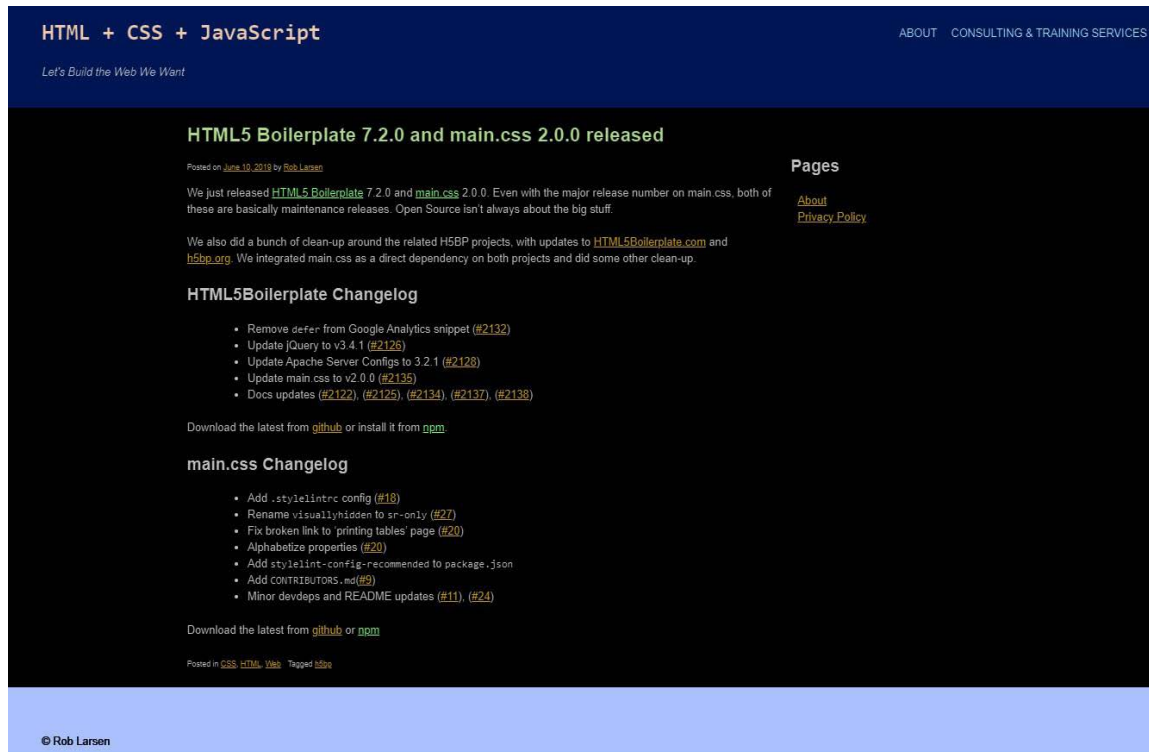 HTML + CSS + JavaScript
ABOUT CONSULTING & TRAINING SERVICES
Let's Build the Web We Want
HTML5 Boilerplate 7.2.0 and main.css 2.0.0 released
Posted on June 10, 2019 by Rob Larsen
We just released HTML5 Boilerplate 7.2.0 and main.css 2.0.0. Even with the major release number on main.css, both of
these are basically maintenance releases. Open Source isn't always about the big stuff.
We also did a bunch of clean-up around the related H5BP projects, with updates to HTML5Boilerplate.com and
h5bp.org. We integrated main.css as a direct dependency on both projects and did some other clean-up.
HTML5Boilerplate Changelog
• Remove defer from Google Analytics snippet (#2132)
• Update jQuery to v3.4.1 (#2126)
• Update Apache Server Configs to 3.2.1 (#2128)
• Update main.css to v2.0.0 (#2135)
• Docs updates (#2122), (#2125), (#2134), (#2137), (#2138)
Download the latest from github or install it from npm.
main.css Changelog
• Add .stylelintrc config (#18)
• Rename visuallyhidden to sr-only (#27)
• Fix broken link to 'printing tables' page (#20)
• Alphabetize properties (#20)
• Add stylelint-config-recommended to package.json
• Add CONTRIBUTORS.md(#9)
• Minor devdeps and README updates (#11), (#24)
Download the latest from github or npm
Posted in CSS, HTML, Web Tagged h5bp
Pages
About
Privacy Policy
© Rob Larsen